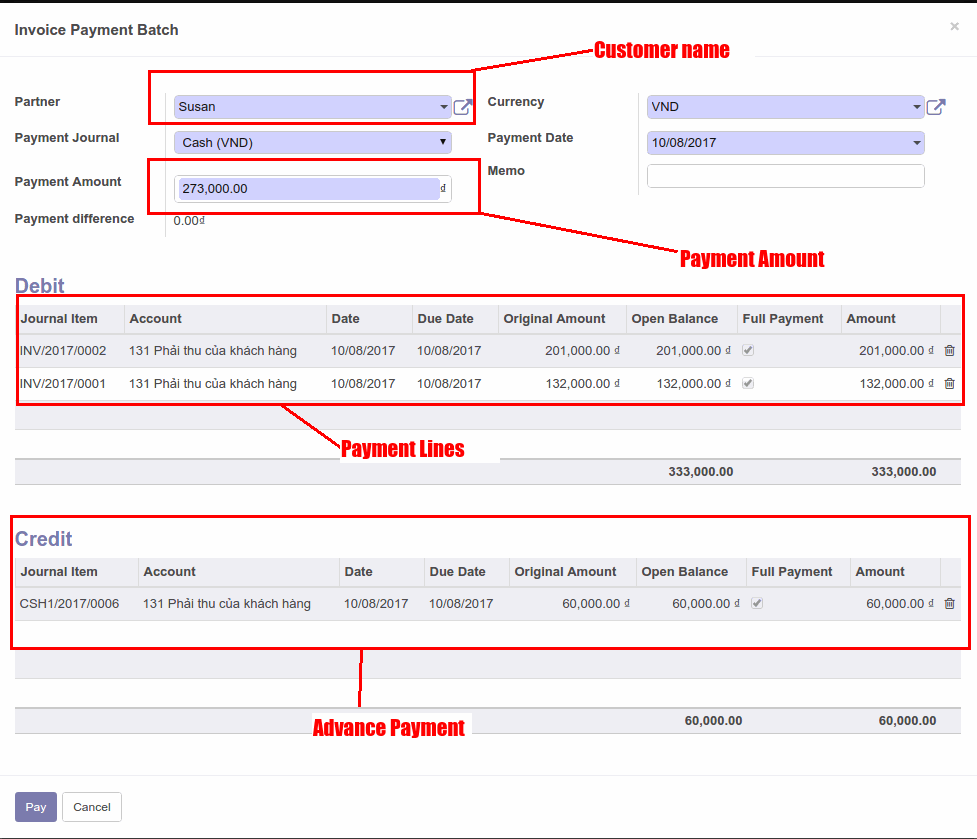 Invoice Payment Batch ×
Customer name
Partner Susan Currency VND
Payment Journal Cash (VND) Payment Date 10/08/2017
Payment Amount 273,000.00 đ Memo
Payment difference 0.00đ
Payment Amount
Debit
Journal Item Account Date Due Date Original Amount Open Balance Full Payment Amount
INV/2017/0002 131 Phải thu của khách hàng 10/08/2017 10/08/2017 201,000.00 đ 201,000.00 đ 201,000.00 đ
INV/2017/0001 131 Phải thu của khách hàng 10/08/2017 10/08/2017 132,000.00 đ 132,000.00 đ 132,000.00 đ
Payment Lines
333,000.00 333,000.00
Credit
Journal Item Account Date Due Date Original Amount Open Balance Full Payment Amount
CSH1/2017/0006 131 Phải thu của khách hàng 10/08/2017 10/08/2017 60,000.00 đ 60,000.00 đ 60,000.00 đ
Advance Payment
60,000.00 60,000.00
Pay Cancel